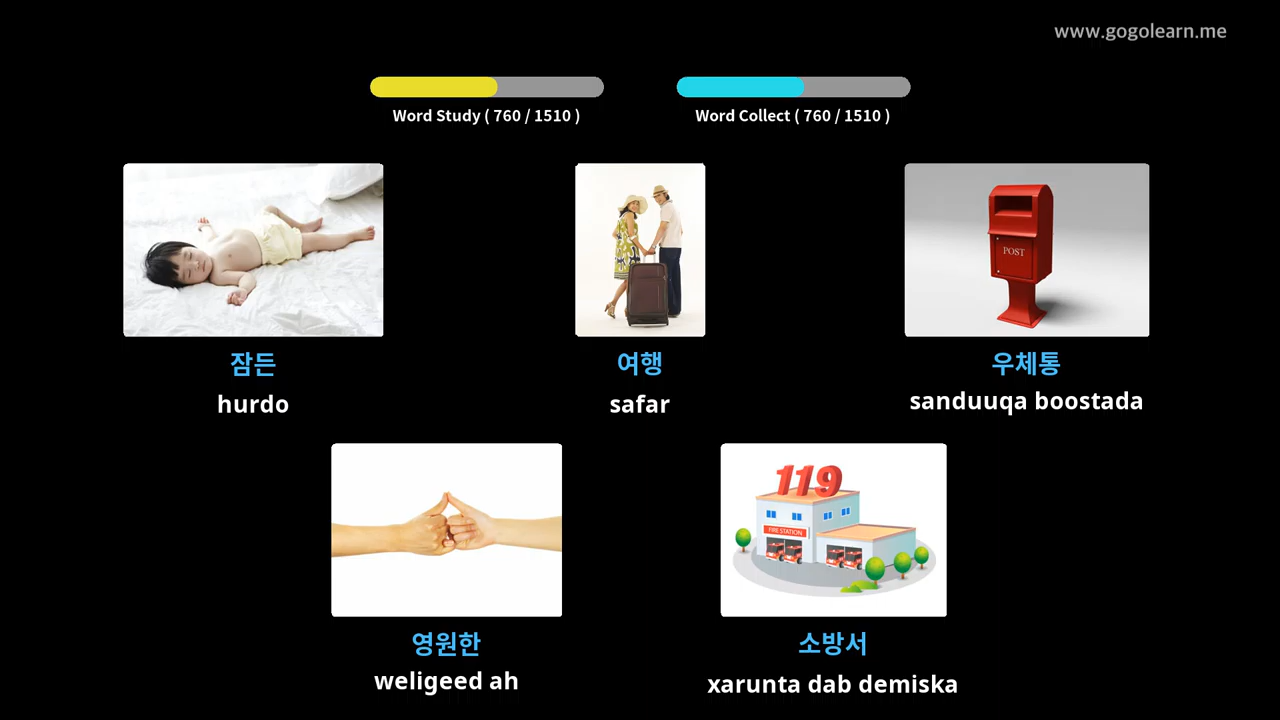 www.gogolearn.me
Word Study ( 760 / 1510 )
Word Collect ( 760 / 1510 )
POST
잠든
여행
우체통
hurdo
safar
sanduuqa boostada
119
FIRE STATION
영원한
소방서
weligeed ah
xarunta dab demiska